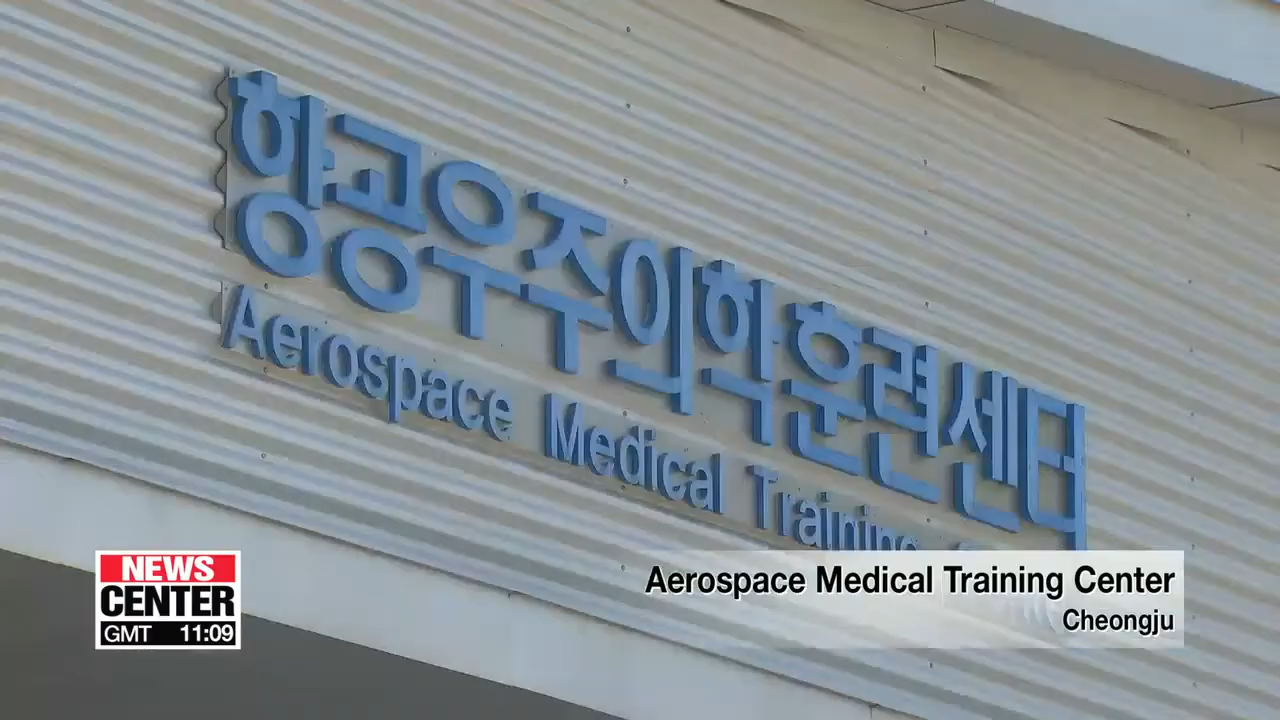 항공우주의학훈련센터
Aerospace Medical Training
Aerospace Medical Training Center
Cheongju
NEWS
CENTER
GMT 11:09